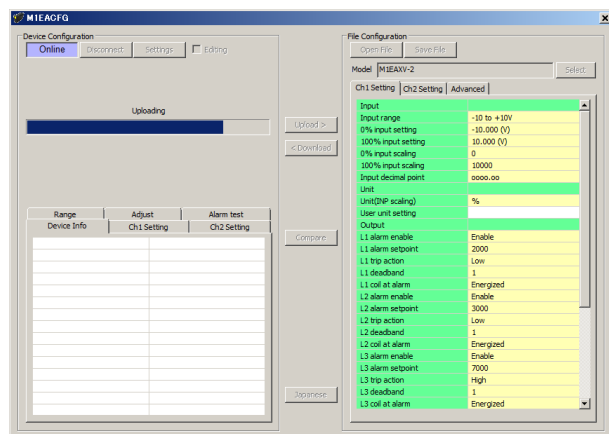 M1EACFG
Device Configuration
Online Disconnect Settings Editing
Uploading
Range Adjust Alarm test
Device Info Ch1 Setting Ch2 Setting
Upload >
< Download
Compare
Japanese
File Configuration
Open File Save File
Model M1EAXV-2 Select
Ch1 Setting Ch2 Setting Advanced
Input
Input range -10 to +10V
0% input setting -10.000 (V)
100% input setting 10.000 (V)
0% input scaling 0
100% input scaling 10000
Input decimal point oooo.oo
Unit
Unit(INP scaling) %
User unit setting
Output
L1 alarm enable Enable
L1 alarm setpoint 2000
L1 trip action Low
L1 deadband 1
L1 coil at alarm Energized
L2 alarm enable Enable
L2 alarm setpoint 3000
L2 trip action Low
L2 deadband 1
L2 coil at alarm Energized
L3 alarm enable Enable
L3 alarm setpoint 7000
L3 trip action High
L3 deadband 1
L3 coil at alarm Energized